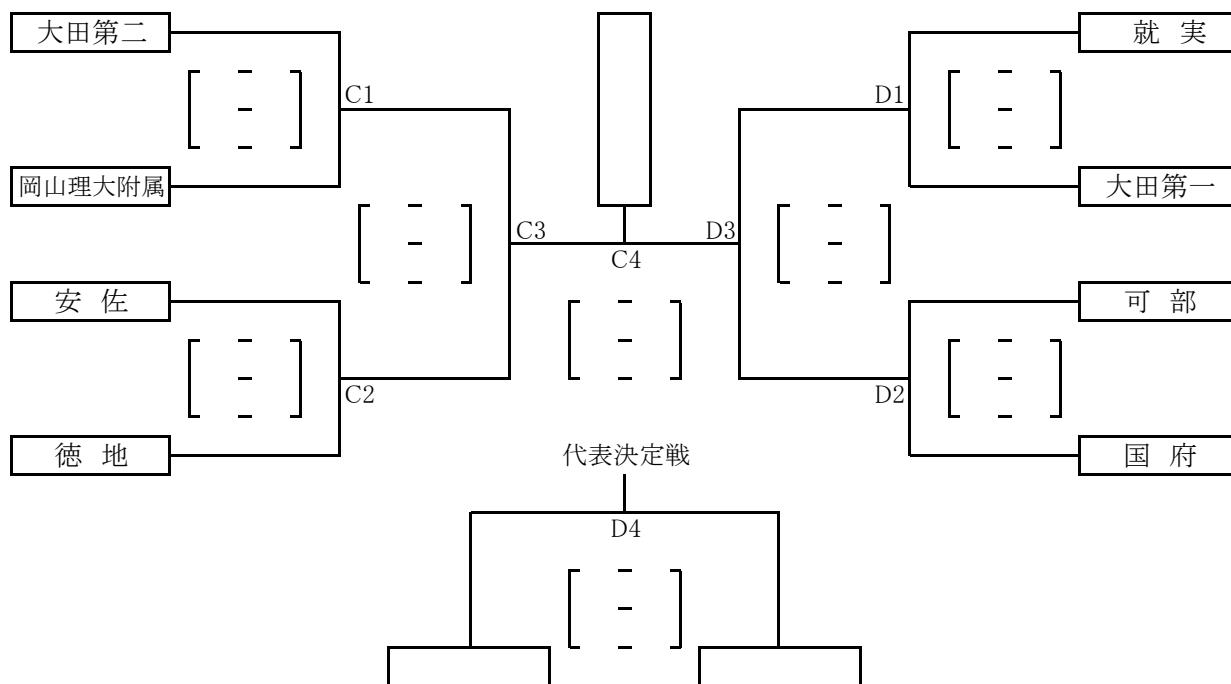 大田第二
就 実
C1
D1
岡山理大附属
大田第一
C3
D3
C4
安 佐
可 部
C2
D2
徳 地
代表決定戦
国 府
D4